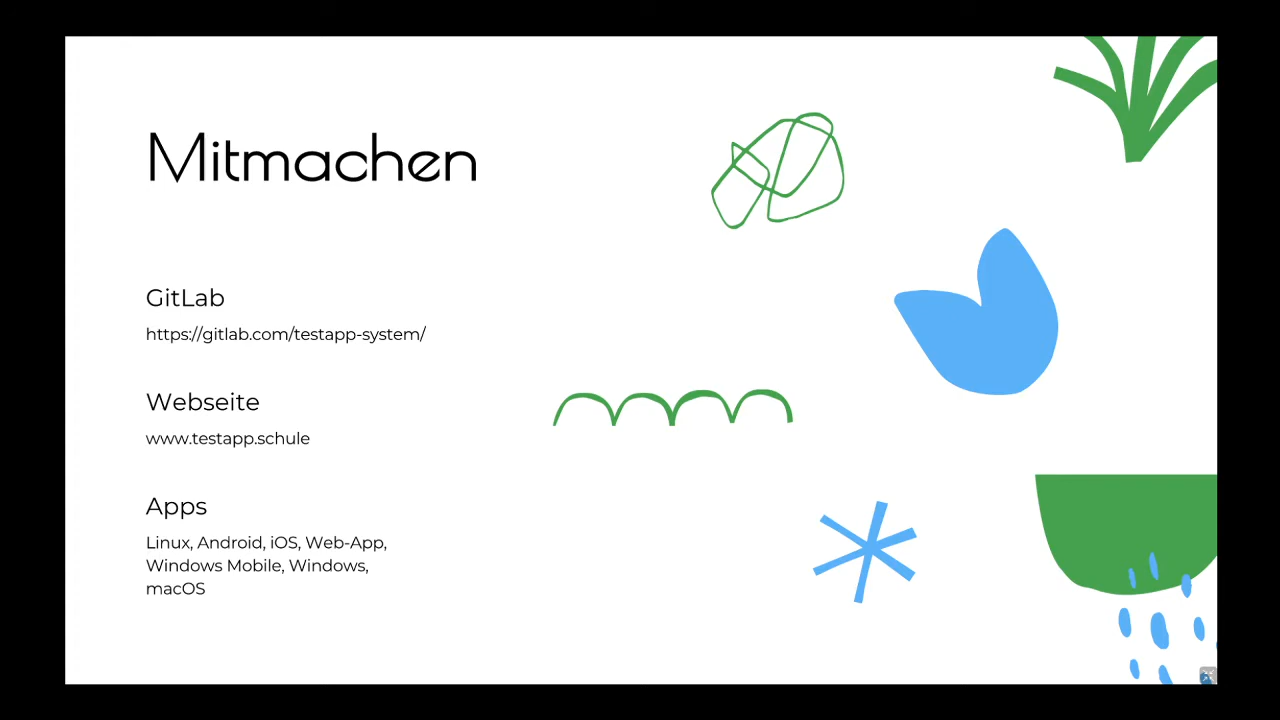 Mitmachen
GitLab
https://gitlab.com/testapp-system/
Webseite
www.testapp.schule
Apps
Linux, Android, iOS, Web-App,
Windows Mobile, Windows,
macOS